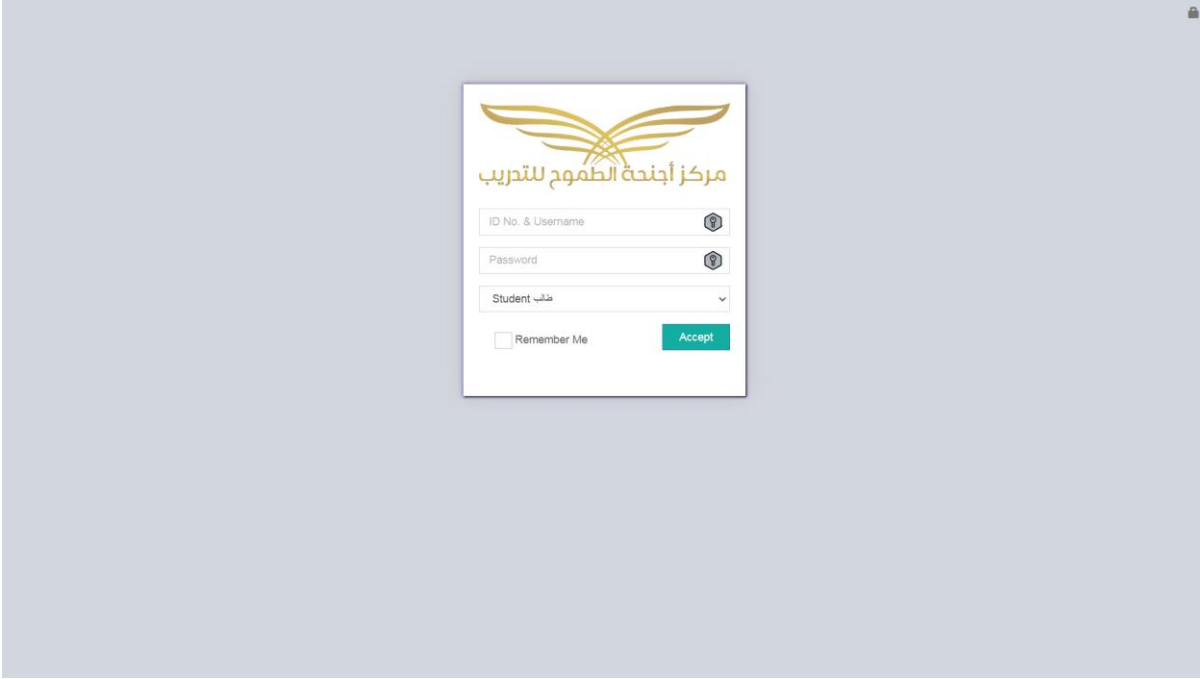 مركز أجنحة الطموح للتدريب
ID No. & Username
Password
Student طالب
Remember Me
Accept